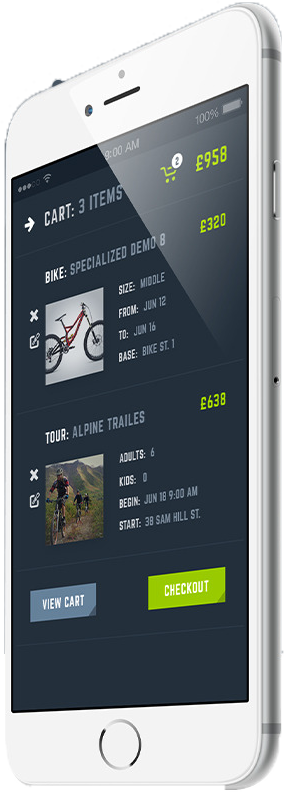 9:00 AM
100%
2
£958
CART: 3 ITEMS
£320
BIKE: SPECIALIZED DEMO 8
SIZE: MIDDLE
FROM: JUN 12
TO: JUN 16
BASE: BIKE ST. 1
£638
TOUR: ALPINE TRAILES
ADULTS: 6
KIDS: 0
BEGIN: JUN 18 9:00 AM
START: 38 SAM HILL ST.
VIEW CART
CHECKOUT